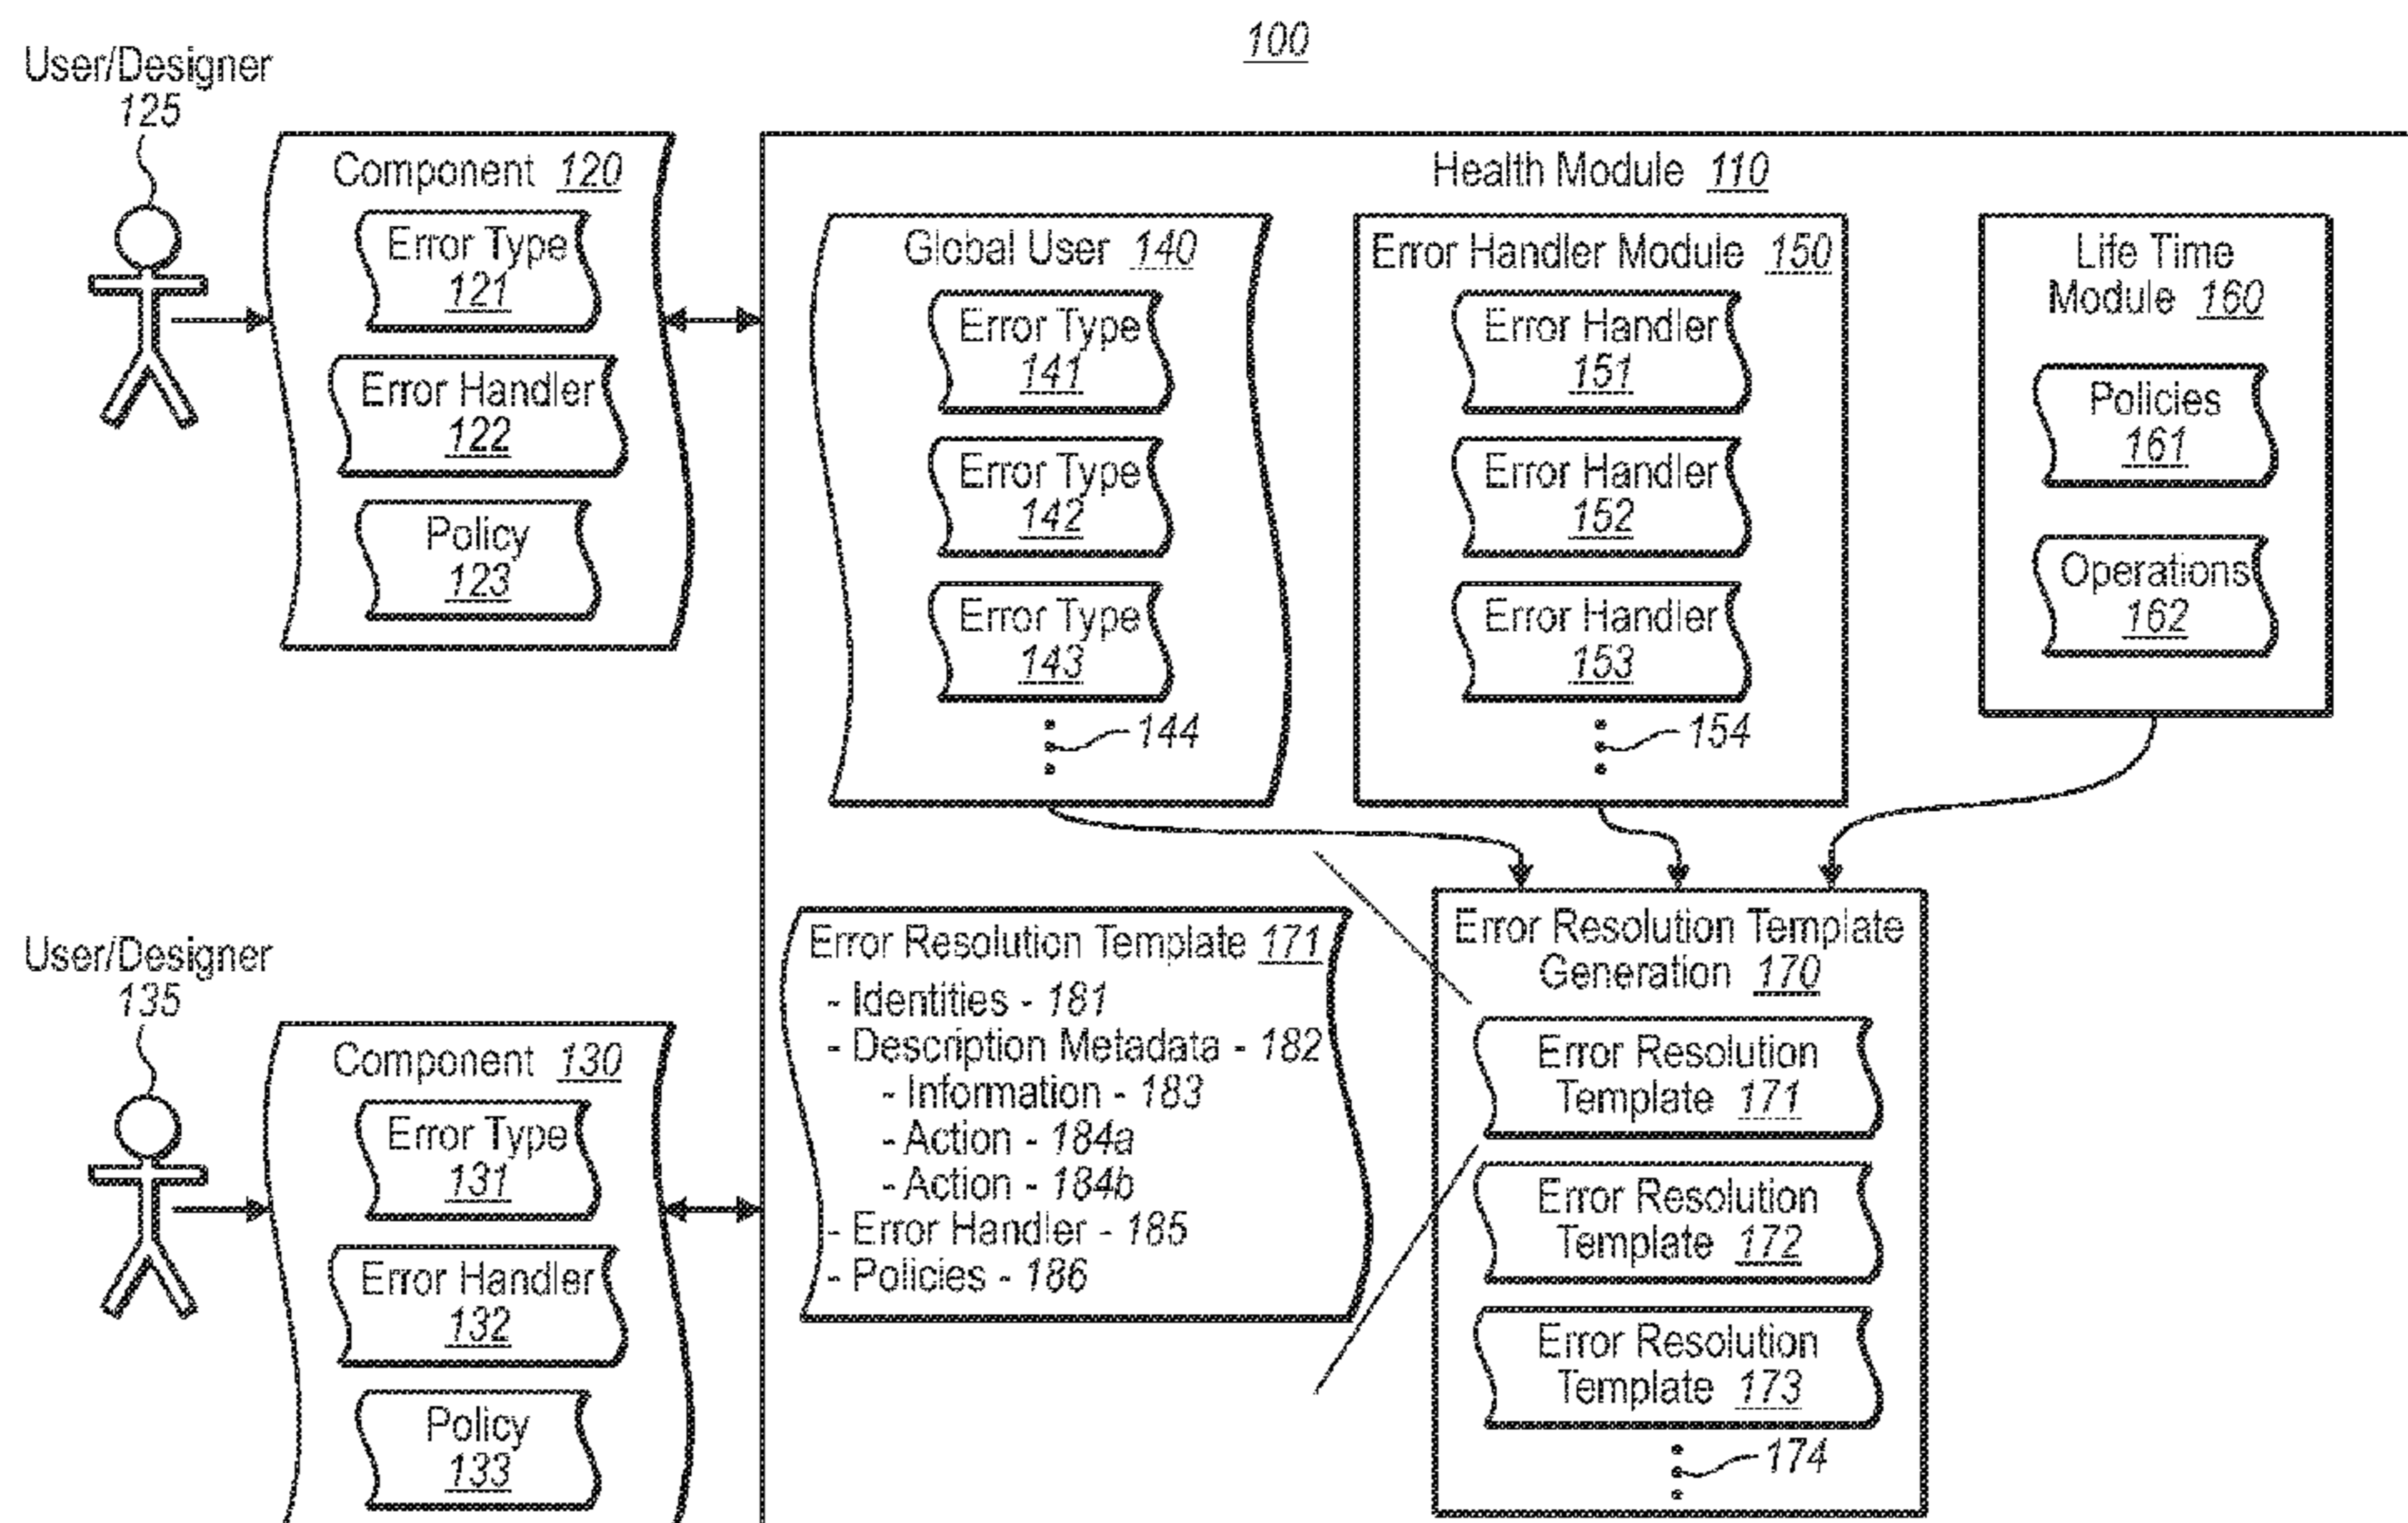 100
User/Designer
125
Component 120
Error Type
121
Error Handler
122
Policy
123
Health Module 110
Global User 140
Error Type
141
Error Type
142
Error Type
143
144
Error Handler Module 150
Error Handler
151
Error Handler
152
Error Handler
153
154
Life Time
Module 160
Policies
161
Operations
162
User/Designer
135
Component 130
Error Type
131
Error Handler
132
Policy
133
Error Resolution Template 171
- Identities - 181
- Description Metadata - 182
- Information - 183
- Action - 184a
- Action - 184b
- Error Handler - 185
- Policies - 186
Error Resolution Template
Generation 170
Error Resolution
Template 171
Error Resolution
Template 172
Error Resolution
Template 173
174